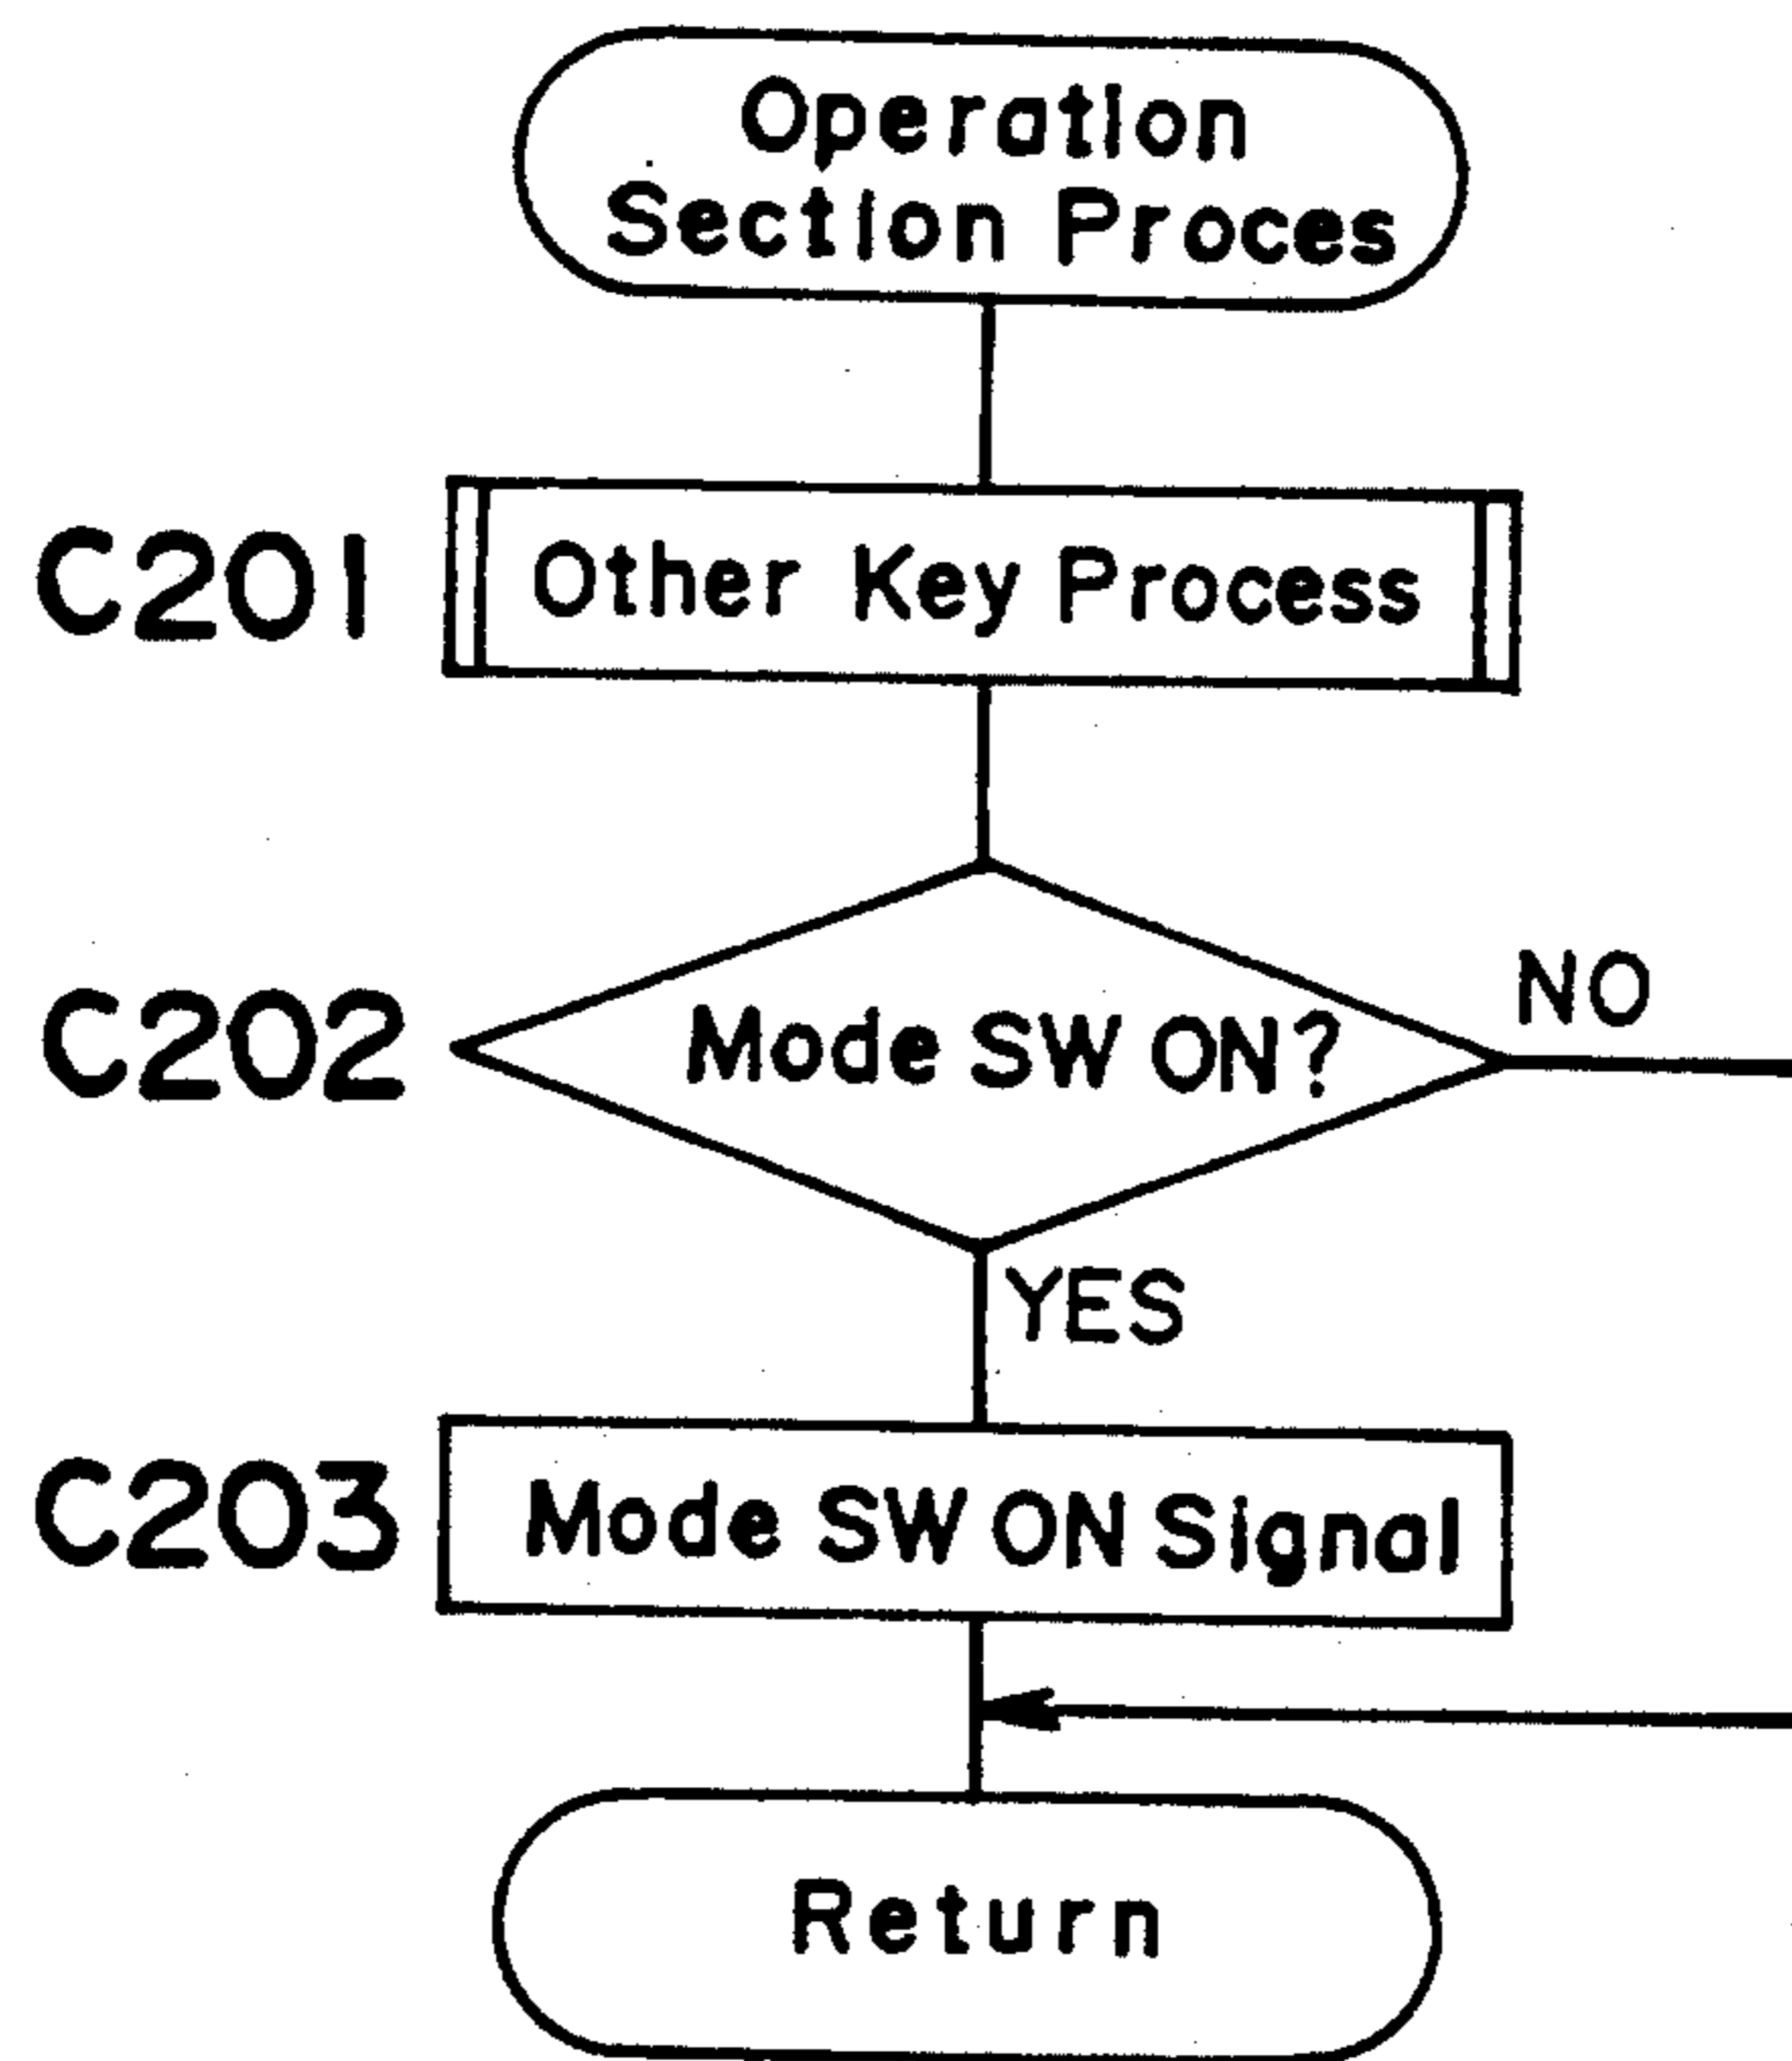 Operation
Section Proces
C201
Other Key Process
C202
Mode SW ON?
NO
YES
C203
Mode SW ON Signal
Return